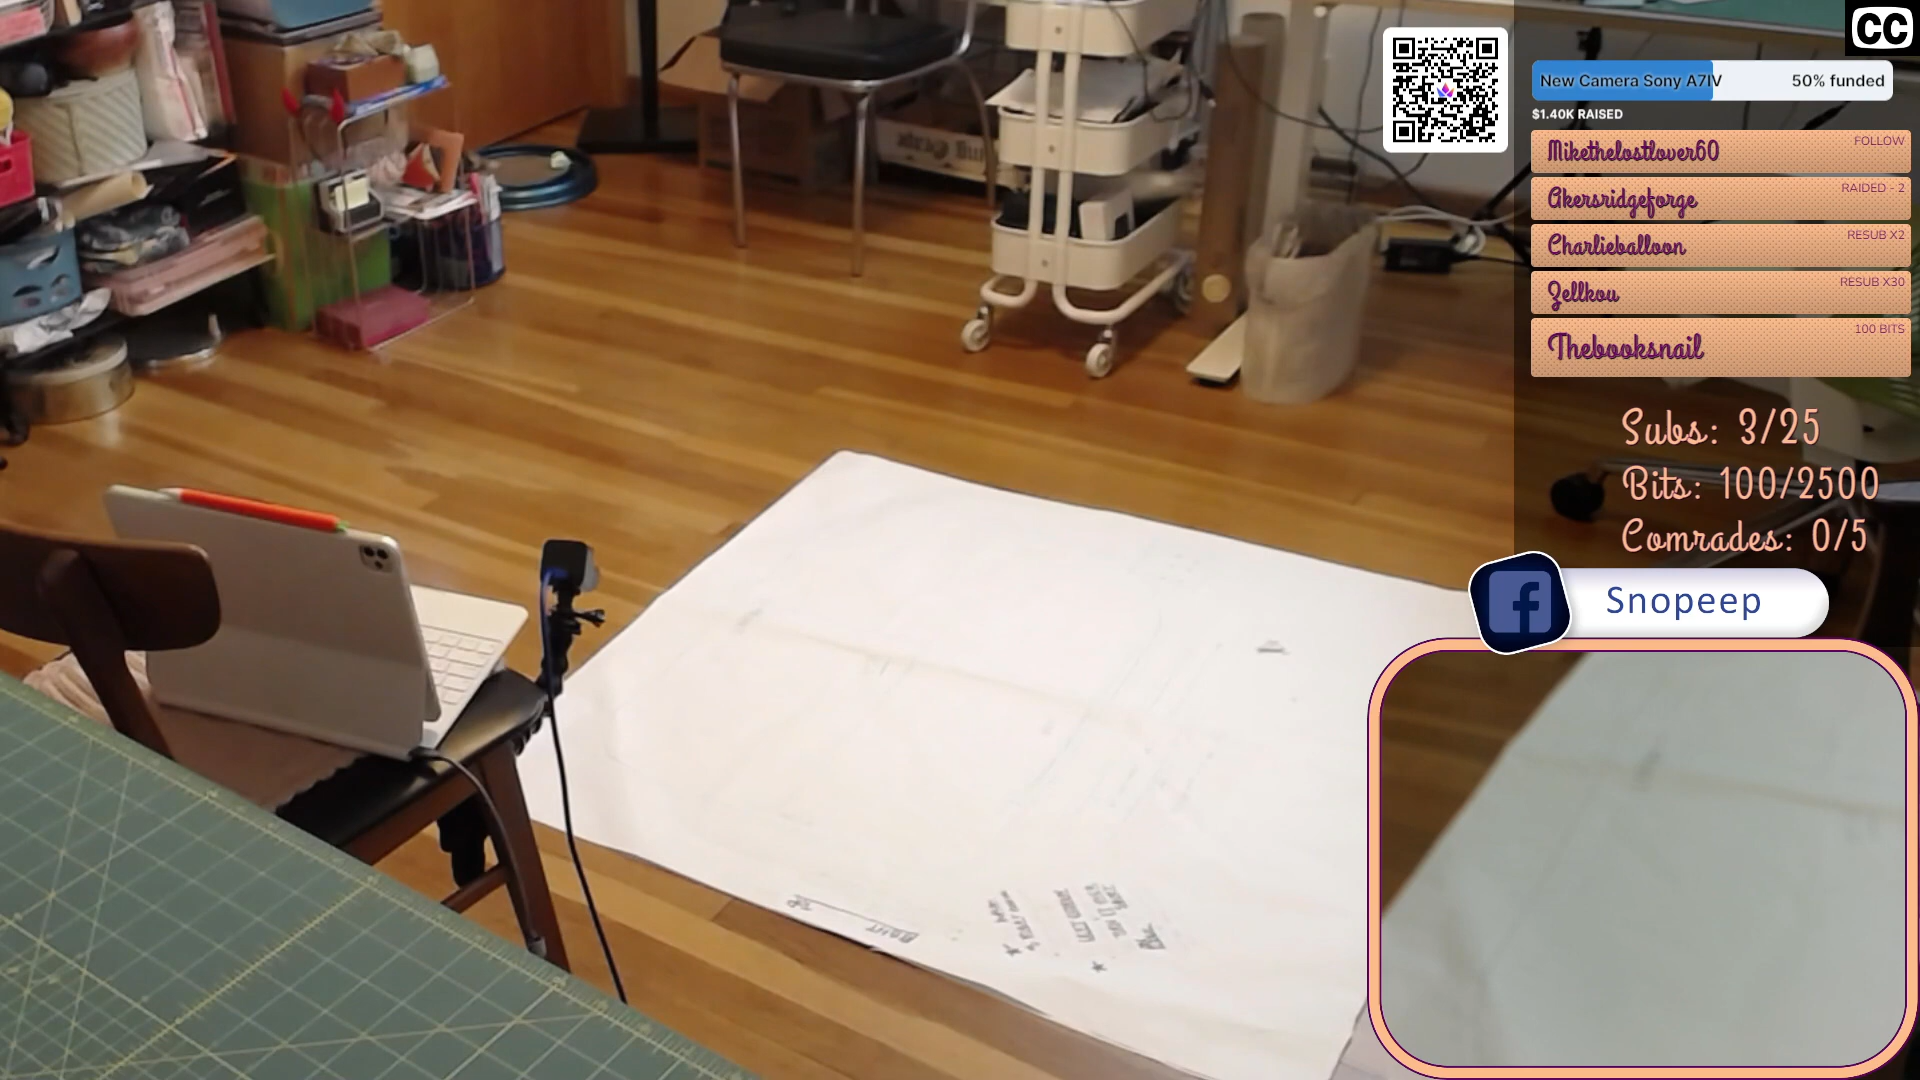 CC
New Camera Sony A7IV 50% funded
$1.40K RAISED
Mikethelostlover60 FOLLOW
Akersridgeforge RAIDED - 2
Charlieballoon RESUB X2
Zellkou RESUB X30
Thebooksnail 100 BITS
Subs: 3/25
Bits: 100/2500
Comrades: 0/5
Snopeep